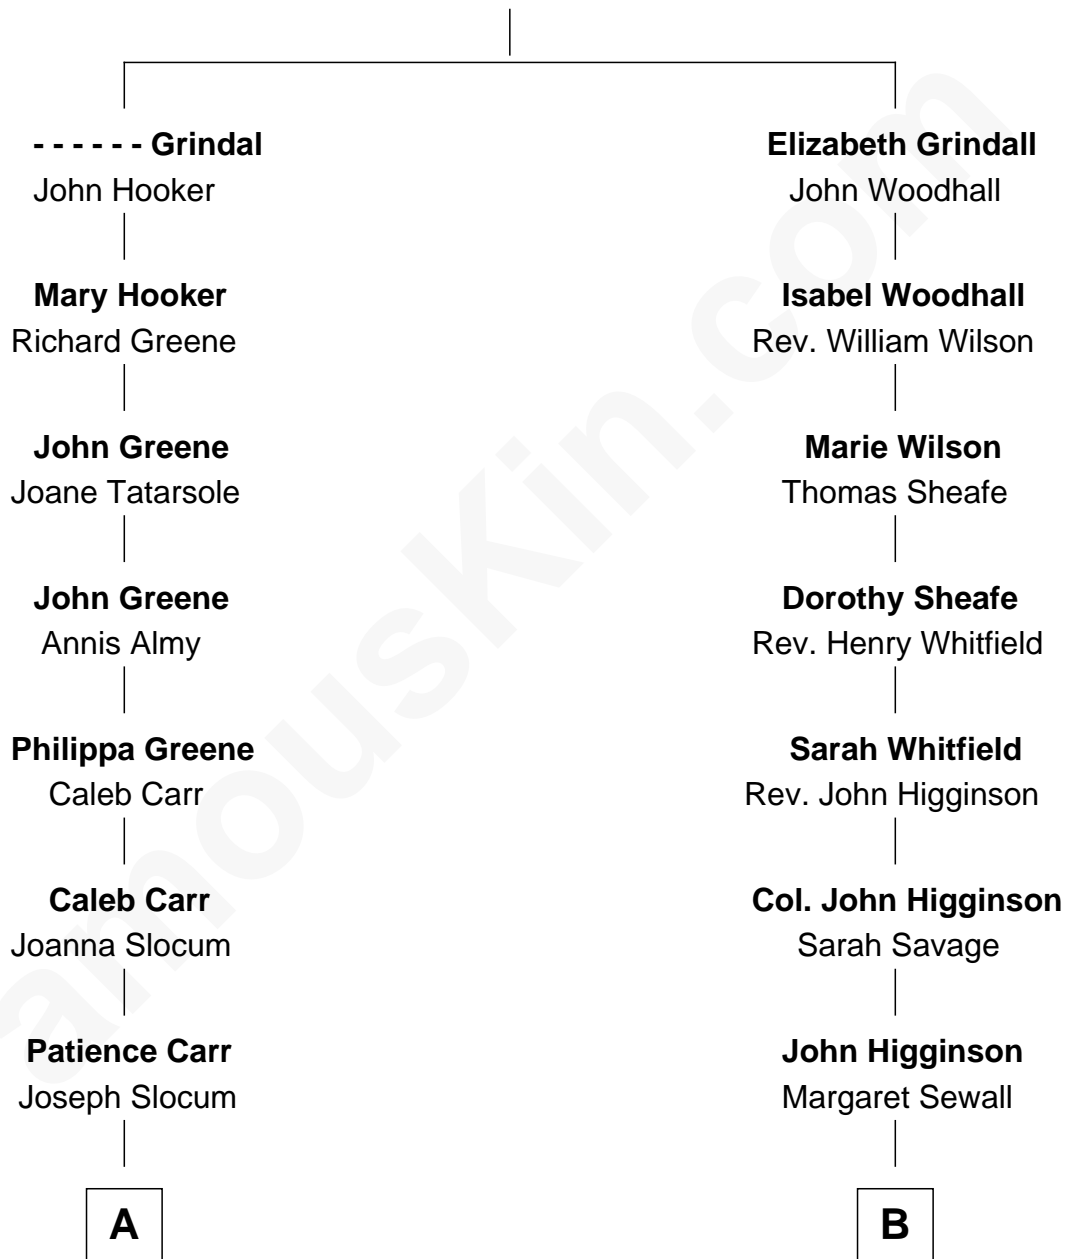 - - - - - - Grindal
John Hooker
Mary Hooker
Richard Greene
John Greene
Joane Tatarsole
John Greene
Annis Almy
Philippa Greene
Caleb Carr
Caleb Carr
Joanna Slocum
Patience Carr
Joseph Slocum
A
Elizabeth Grindall
John Woodhall
Isabel Woodhall
Rev. William Wilson
Marie Wilson
Thomas Sheafe
Dorothy Sheafe
Rev. Henry Whitfield
Sarah Whitfield
Rev. John Higginson
Col. John Higginson
Sarah Savage
John Higginson
Margaret Sewall
B
amouskin.com